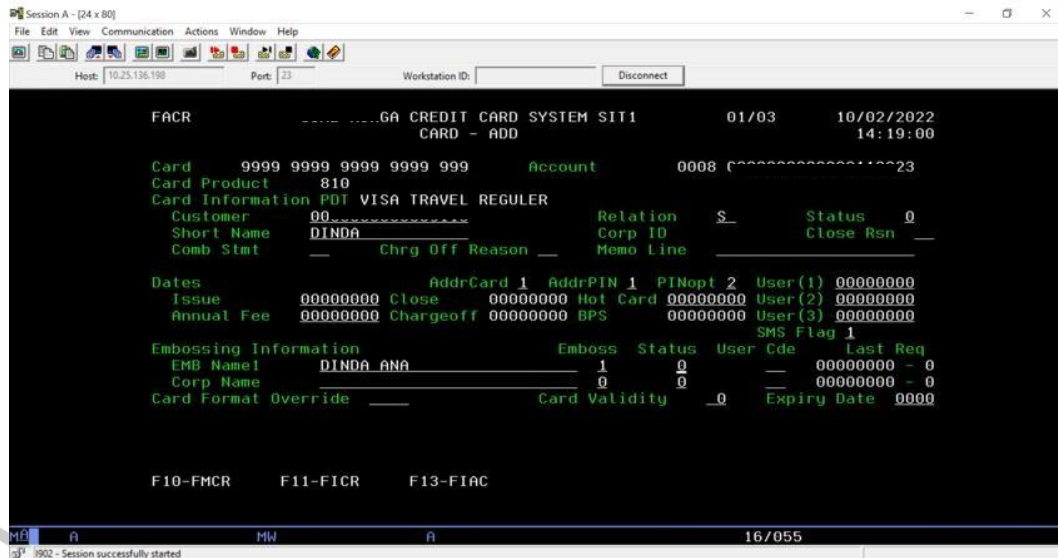 Session A - [24 x 80]
File Edit View Communication Actions Window Help
Host: 10.25.136.198 Port: 23 Workstation ID: Disconnect
FACR GA CREDIT CARD SYSTEM SIT1 01/03 10/02/2022
CARD - ADD 14:19:00
Card 9999 9999 9999 9999 999 Account 0008 23
Card Product 810
Card Information PDT VISA TRAVEL REGULER
Customer 00 Relation S Status 0
Short Name DINDA Corp ID Close Rsn
Comb Stmt Chrg Off Reason Memo Line
Dates AddrCard 1 AddrPIN 1 PINopt 2 User(1) 00000000
Issue 00000000 Close 00000000 Hot Card 00000000 User(2) 00000000
Annual Fee 00000000 Chargeoff 00000000 BPS 00000000 User(3) 00000000
SMS Flag 1
Embossing Information Emboss Status User Cde Last Req
EMB Name1 DINDA ANA 1 0 00000000 - 0
Corp Name 0 0 00000000 - 0
Card Format Override Card Validity 0 Expiry Date 0000
F10-FMCR F11-FICR F13-FIAC
A MW A 16/055
I902 - Session successfully started